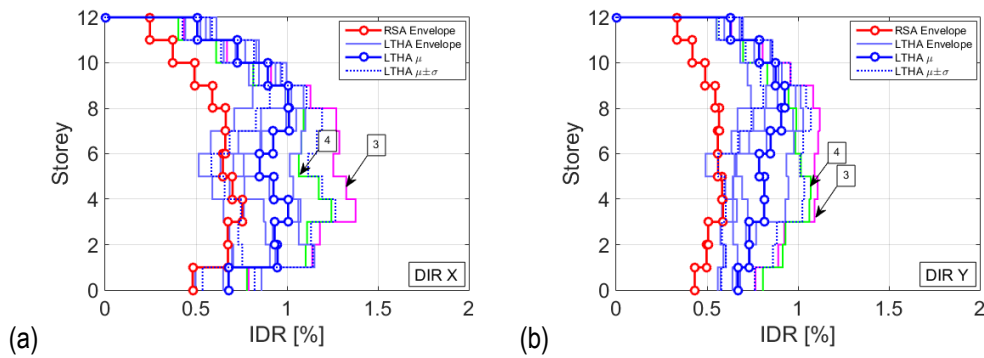 12
10
8
6
4
2
0
Storey
0
0.5
1
1.5
2
IDR [%]
RSA Envelope
LTHA Envelope
LTHA μ
LTHA μ±σ
4
3
DIR X
(a)
12
10
8
6
4
2
0
Storey
0
0.5
1
1.5
2
IDR [%]
RSA Envelope
LTHA Envelope
LTHA μ
LTHA μ±σ
4
3
DIR Y
(b)